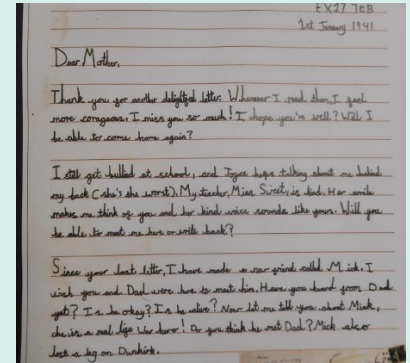 EX27 7EB
1st January 1941
Dear Mother,
Thank you for another delightful letter. Whenever I read them, I feel
more courageous. I miss you so much! I hope you're well? Will I
be able to come home again?
I still get bullied at school, and Joyce keeps talking about me behind
my back (she's the worst). My teacher, Miss Sweet, is kind. Her smile
makes me think of you and her kind voice sounds like yours. Will you
be able to meet me here or write back?
Since your last letter, I have made a new friend called Mick. I
wish you and Dad were here to meet him. Have you heard from Dad
yet? Is he okay? Is he alive? Now let me tell you about Mick,
he is a real life War hero! Do you think he met Dad? Mick also
lost a leg on Dunkirk.